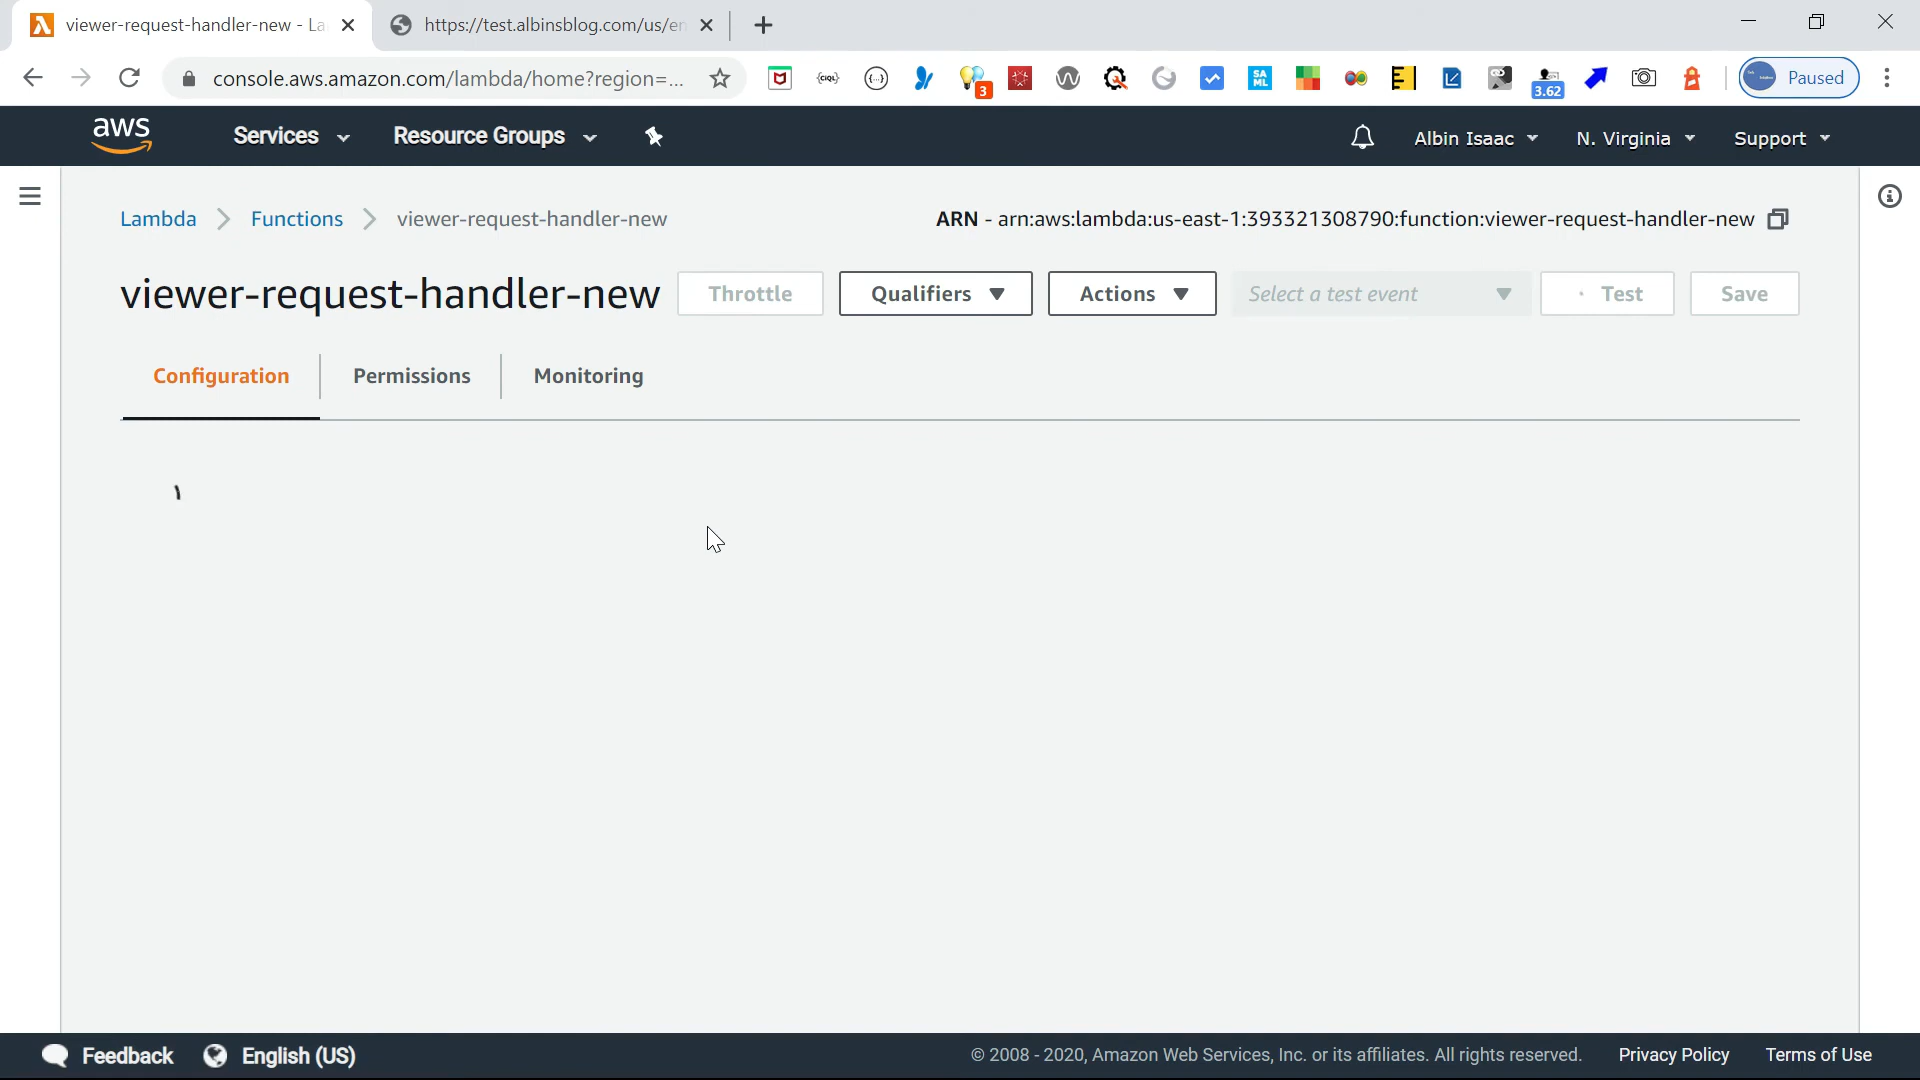 viewer-request-handler-new - La
https://test.albinsblog.com/us/en
console.aws.amazon.com/lambda/home?region=...
3
3.62
Paused
aws
Services
Resource Groups
Albin Isaac
N. Virginia
Support
Lambda
Functions
viewer-request-handler-new
ARN - arn:aws:lambda:us-east-1:393321308790:function:viewer-request-handler-new
viewer-request-handler-new
Throttle
Qualifiers
Actions
Select a test event
Test
Save
Configuration
Permissions
Monitoring
Feedback
English (US)
© 2008 - 2020, Amazon Web Services, Inc. or its affiliates. All rights reserved.
Privacy Policy
Terms of Use